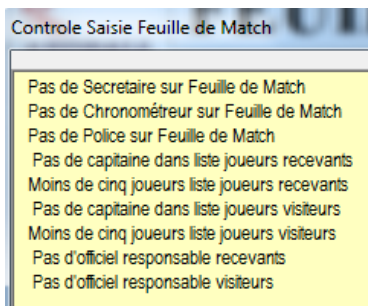 Controle Saisie Feuille de Match
Pas de Secretaire sur Feuille de Match
Pas de Chronométreur sur Feuille de Match
Pas de Police sur Feuille de Match
Pas de capitaine dans liste joueurs recevants
Moins de cinq joueurs liste joueurs recevants
Pas de capitaine dans liste joueurs visiteurs
Moins de cinq joueurs liste joueurs visiteurs
Pas d'officiel responsable recevants
Pas d'officiel responsable visiteurs